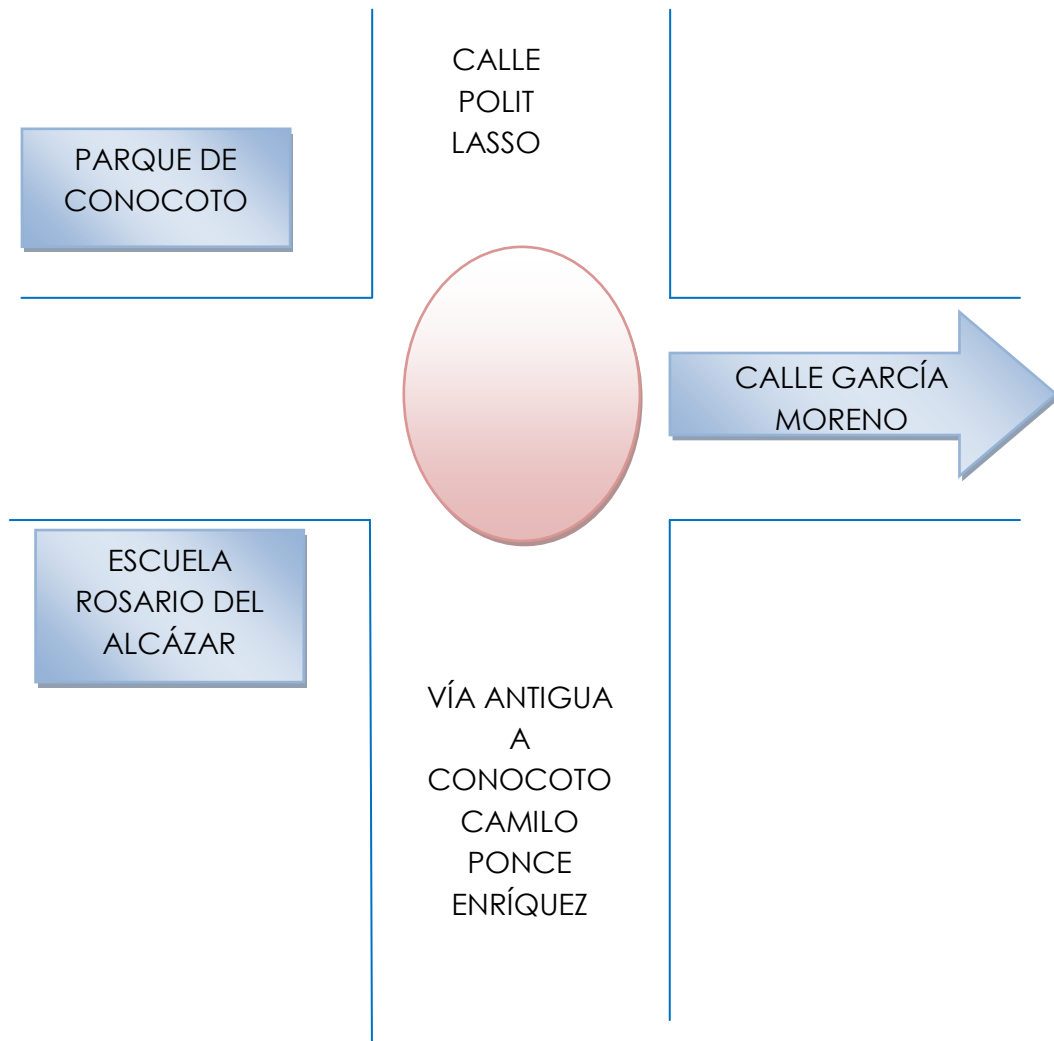 CALLE
POLIT
LASSO
PARQUE DE
CONOCOTO
CALLE GARCÍA
MORENO
ESCUELA
ROSARIO DEL
ALCÁZAR
VÍA ANTIGUA
A
CONOCOTO
CAMILO
PONCE
ENRÍQUEZ